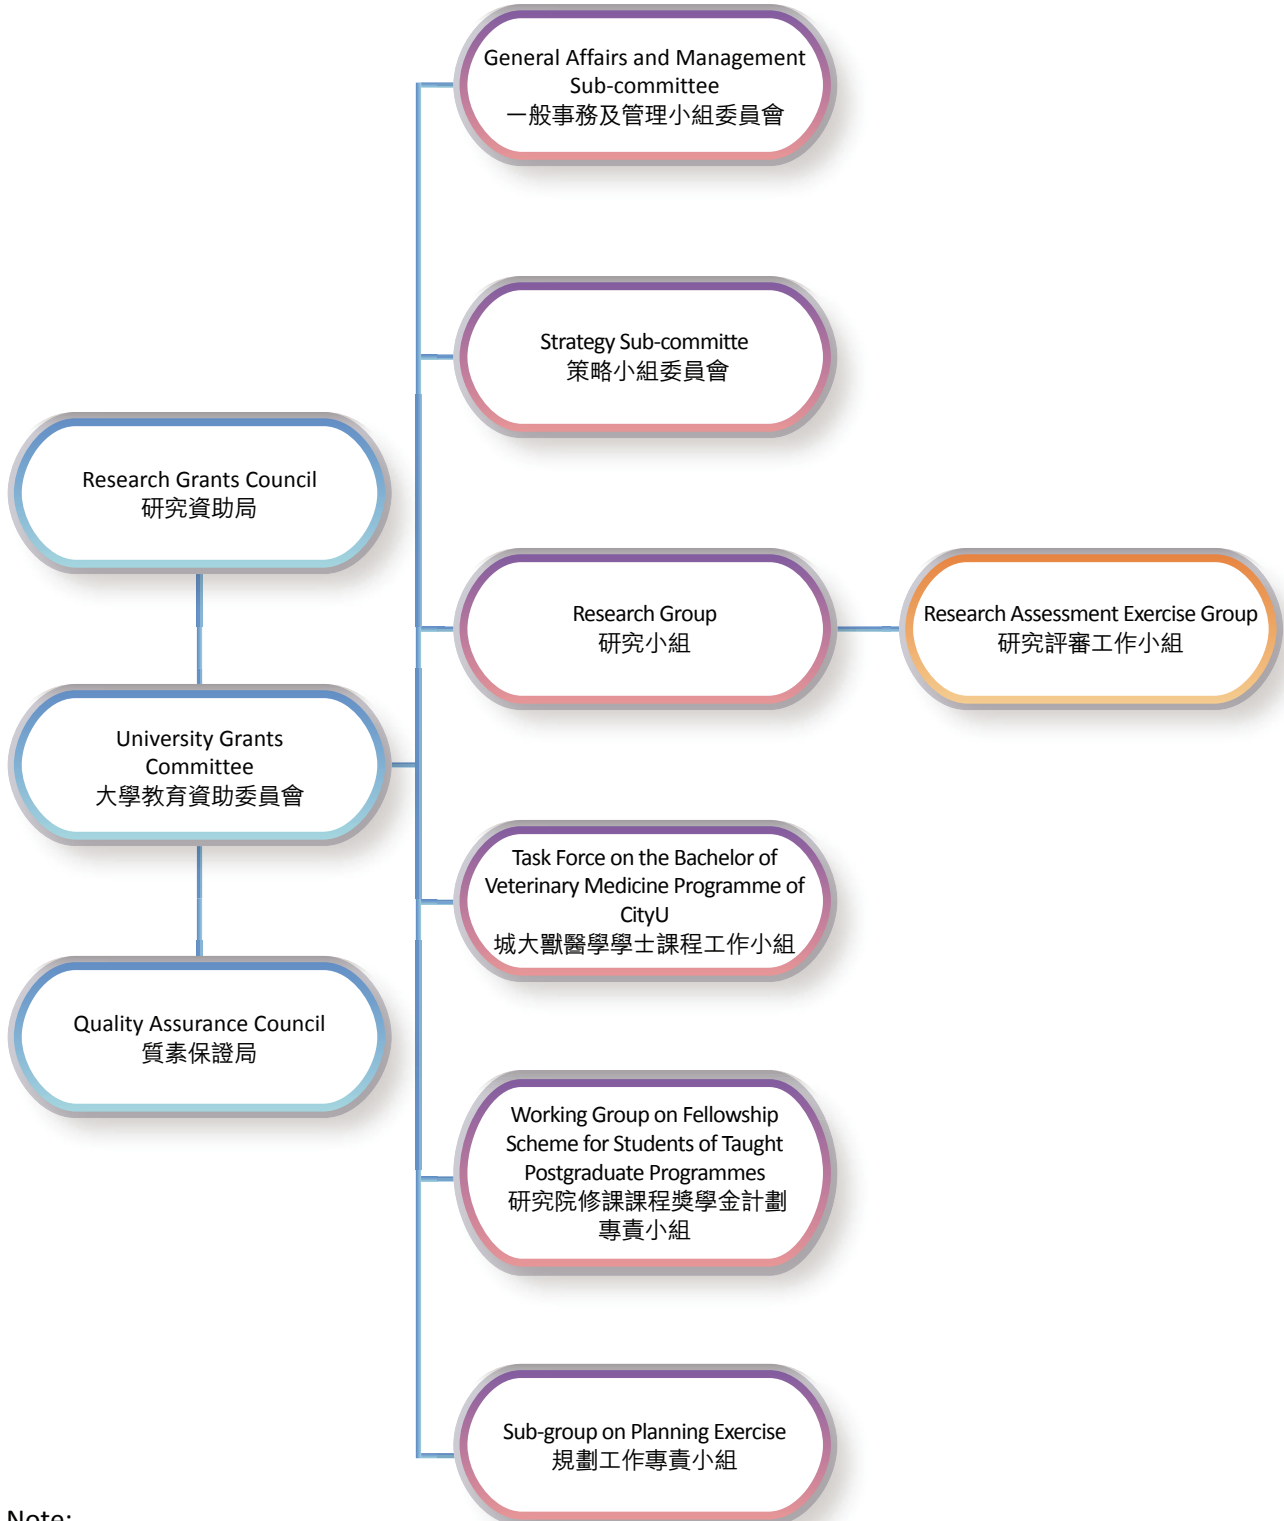 General Affairs and Management
Sub-committee
一般事務及管理小組委員會
Strategy Sub-committe
策略小組委員會
Research Grants Council
研究資助局
Research Group
研究小組
Research Assessment Exercise Group
研究評審工作小組
University Grants
Committee
大學教育資助委員會
Task Force on the Bachelor of
Veterinary Medicine Programme of
CityU
城大獸醫學學士課程工作小組
Quality Assurance Council
質素保證局
Working Group on Fellowship
Scheme for Students of Taught
Postgraduate Programmes
研究院修課課程獎學金計劃
專責小組
Sub-group on Planning Exercise
規劃工作專責小組
Note: